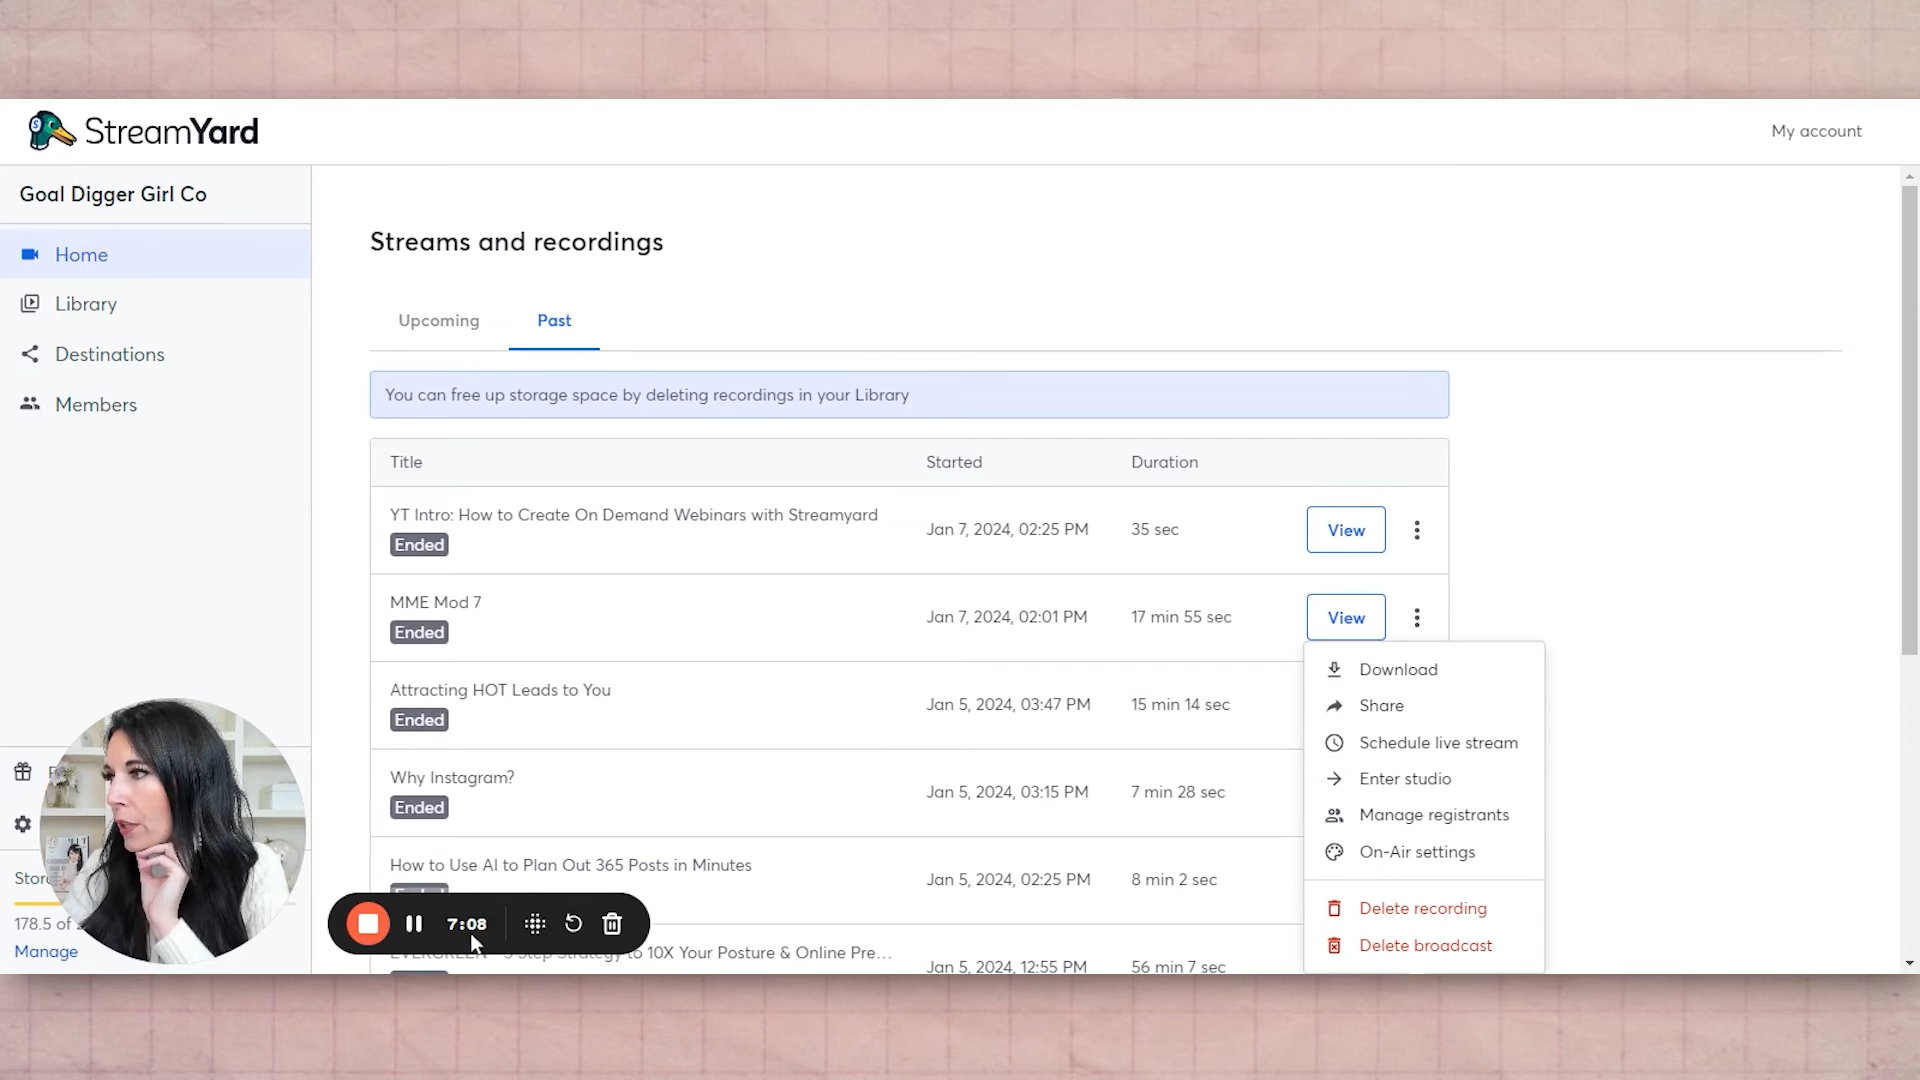 StreamYard
My account
Goal Digger Girl Co
Home
Library
Destinations
Members
Manage
178.5 of
Streams and recordings
Upcoming
Past
You can free up storage space by deleting recordings in your Library
Title Started Duration
YT Intro: How to Create On Demand Webinars with Streamyard
Ended
Jan 7, 2024, 02:25 PM 35 sec View
MME Mod 7
Ended
Jan 7, 2024, 02:01 PM 17 min 55 sec View
Attracting HOT Leads to You
Ended
Jan 5, 2024, 03:47 PM 15 min 14 sec
Why Instagram?
Ended
Jan 5, 2024, 03:15 PM 7 min 28 sec
How to Use AI to Plan Out 365 Posts in Minutes
Jan 5, 2024, 02:25 PM 8 min 2 sec
to 10X Your Posture & Online Pre...
Jan 5, 2024, 12:55 PM 56 min 7 sec
7:08
Download
Share
Schedule live stream
Enter studio
Manage registrants
On-Air settings
Delete recording
Delete broadcast